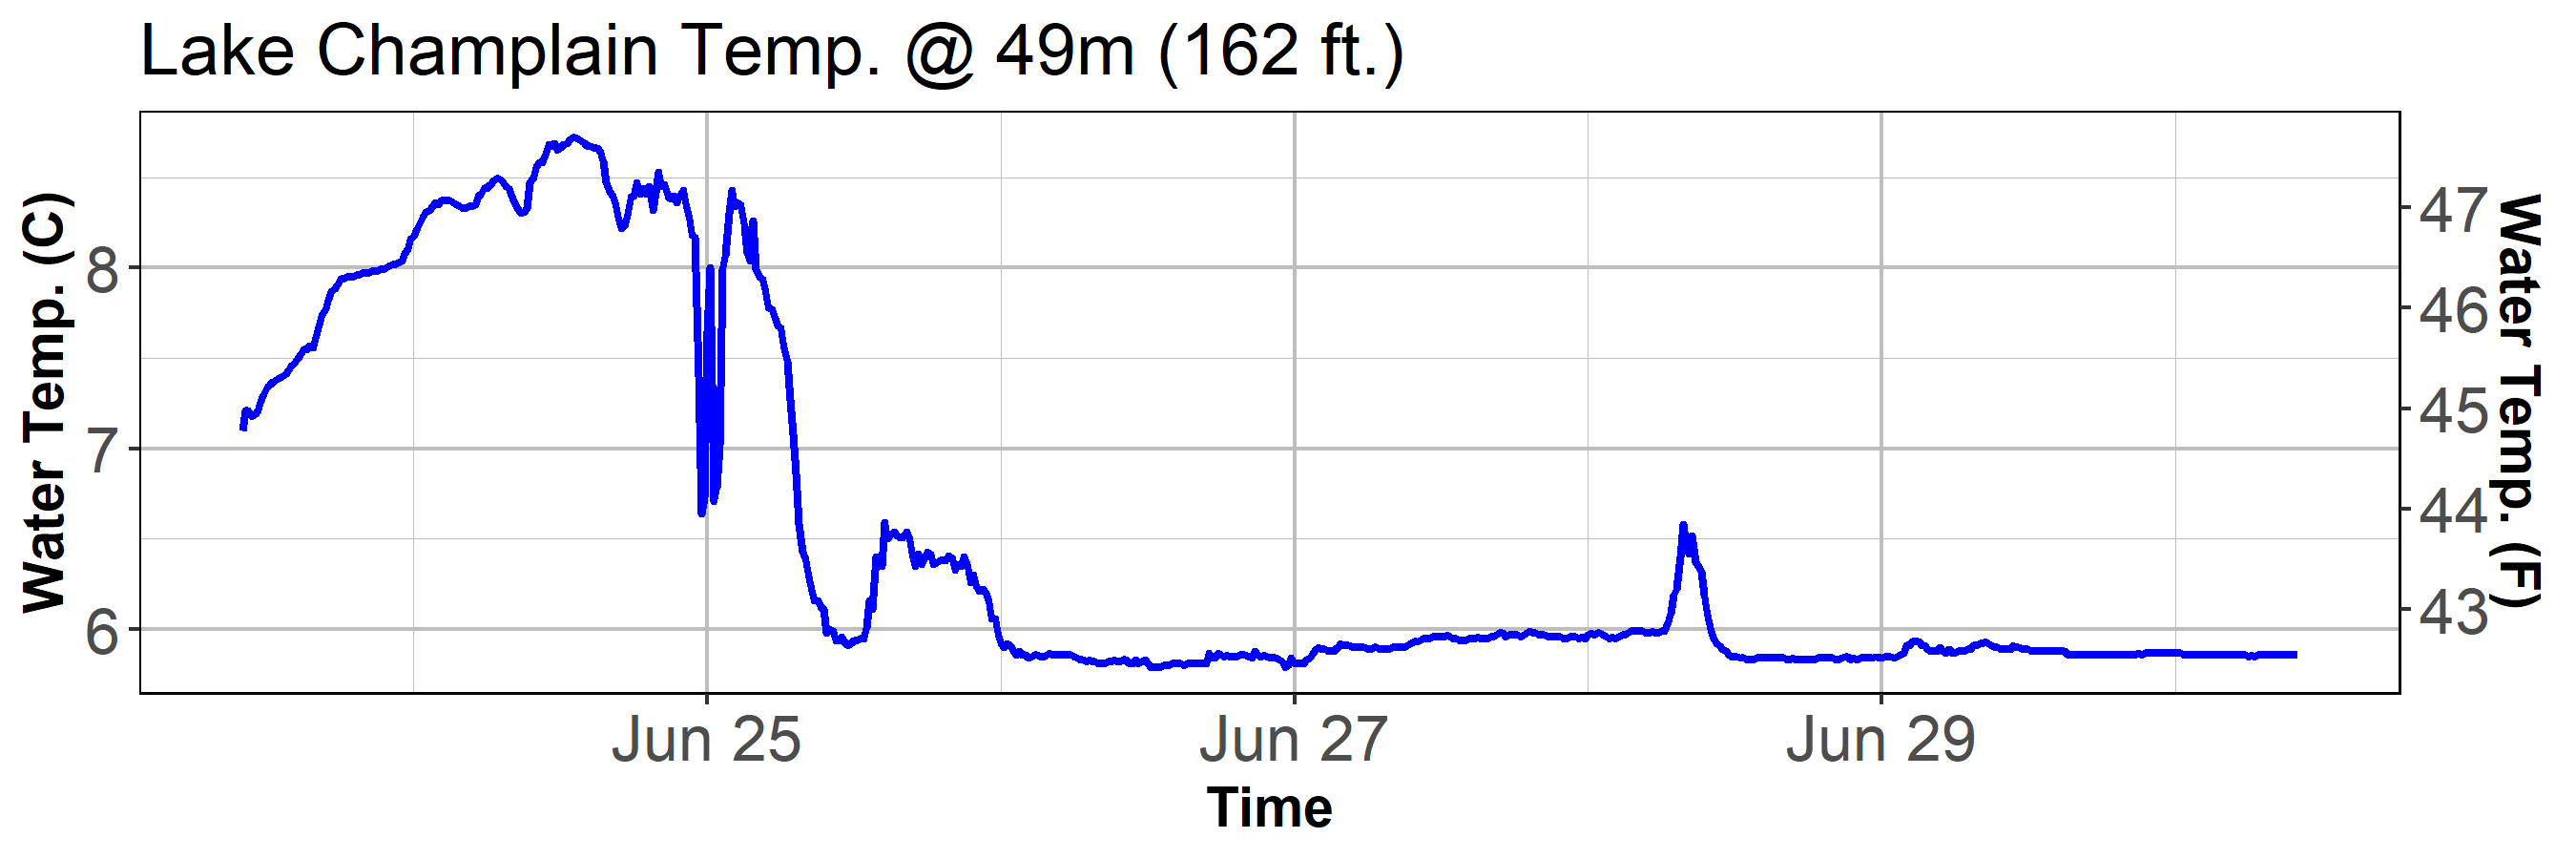 Lake Champlain Temp. @ 49m (162 ft.)
Water Temp. (C)
8
7
6
47
46
45
44
43
Water Temp. (F)
Jun 25
Jun 27
Jun 29
Time